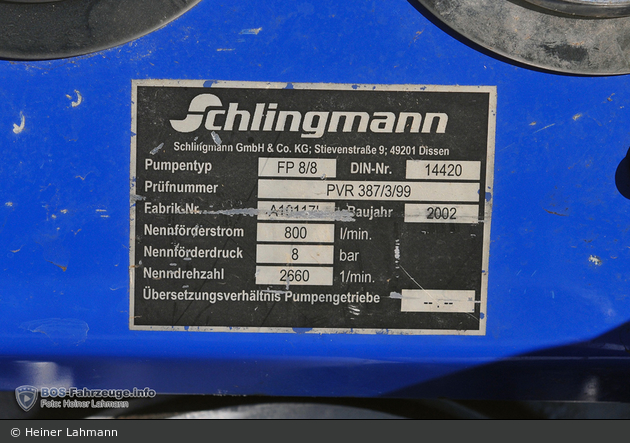 Schlingmann
Schlingmann GmbH & Co. KG; Stievenstraße 9; 49201 Dissen
Pumpentyp FP 8/8 DIN-Nr. 14420
Prüfnummer PVR 387/3/99
Fabrik-Nr. Baujahr 2002
Nennförderstrom 800 l/min.
Nennförderdruck 8 bar
Nenndrehzahl 2660 1/min.
Übersetzungsverhältnis Pumpengetriebe --.--
BOS-Fahrzeuge.info
Foto: Heiner Lahmann
© Heiner Lahmann